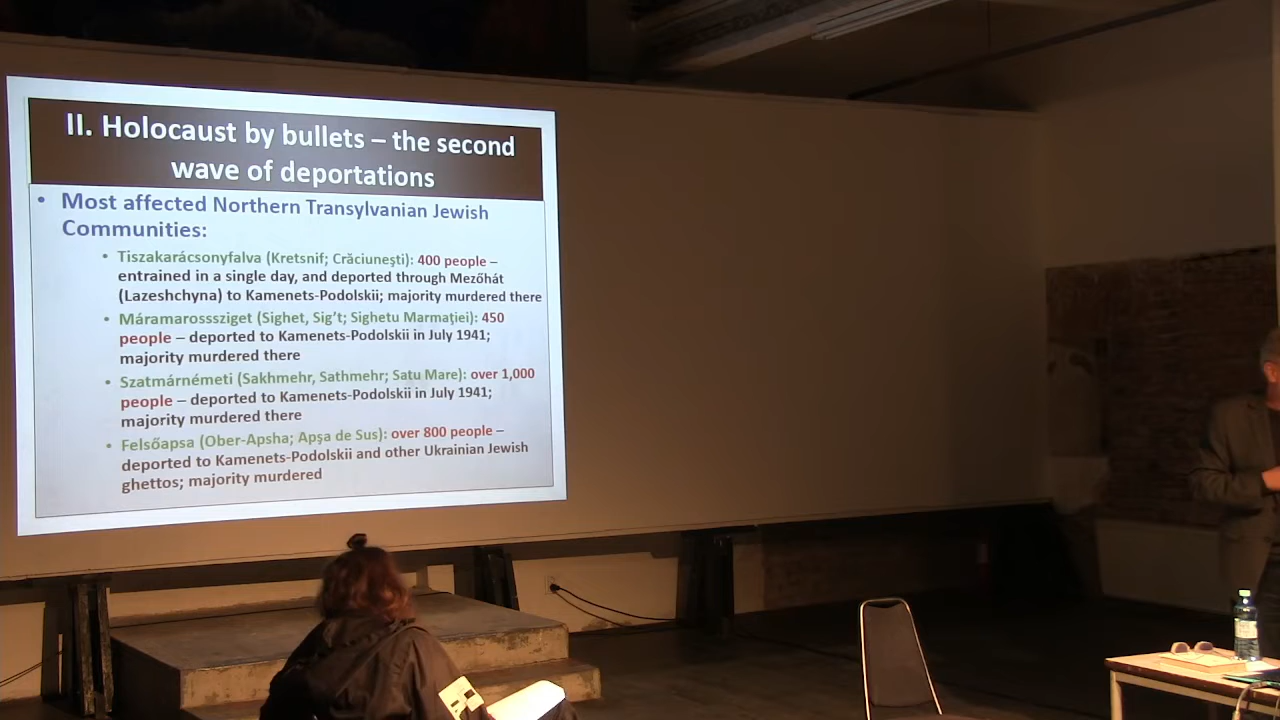 II. Holocaust by bullets – the second
wave of deportations
• Most affected Northern Transylvanian Jewish
Communities:
• Tiszakarácsonyfalva (Kretsnif; Crăciuneşti): 400 people –
entrained in a single day, and deported through Mezőhát
(Lazeshchyna) to Kamenets-Podolskii; majority murdered there
• Máramarosssziget (Sighet, Sig't; Sighetu Marmaţiei): 450
people – deported to Kamenets-Podolskii in July 1941;
majority murdered there
• Szatmárnémeti (Sakhmehr, Sathmehr; Satu Mare): over 1,000
people – deported to Kamenets-Podolskii in July 1941;
majority murdered there
• Felsőapsa (Ober-Apsha; Apşa de Sus): over 800 people –
deported to Kamenets-Podolskii and other Ukrainian Jewish
ghettos; majority murdered